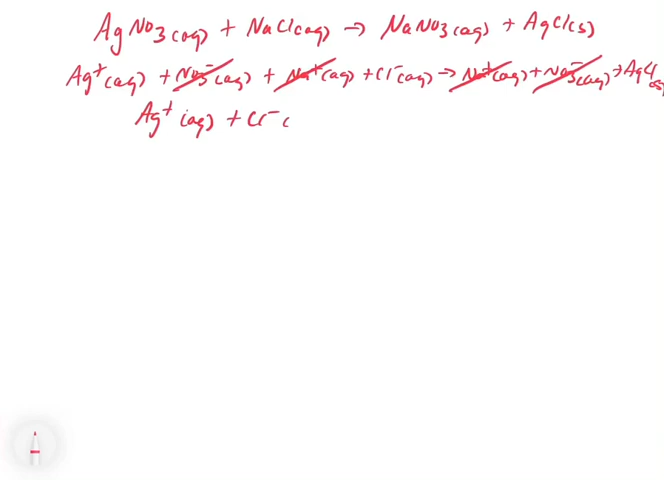 AgNO3(aq) + NaCl(aq) → NaNO3(aq) + AgCl(s)
Ag+(aq) + NO3-(aq) + Na+(aq) + Cl-(aq) → Na+(aq) + NO3-(aq) + AgCl(s)
Ag+(aq) + Cl-(